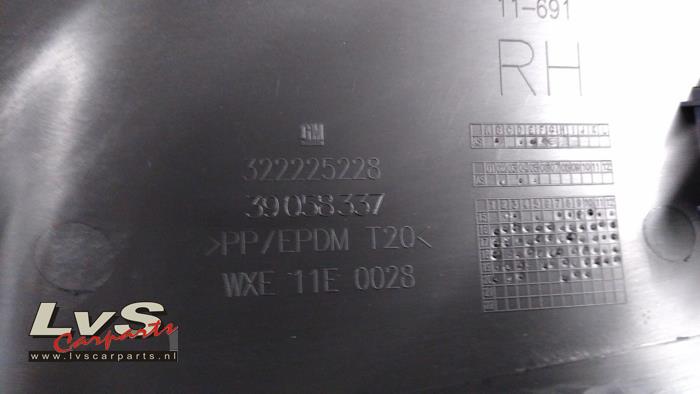 11-691
RH
GM
322225228
39058337
>PP/EPDM T20<
WXE 11E 0028
LvS
Carparts
www.lvscarparts.nl